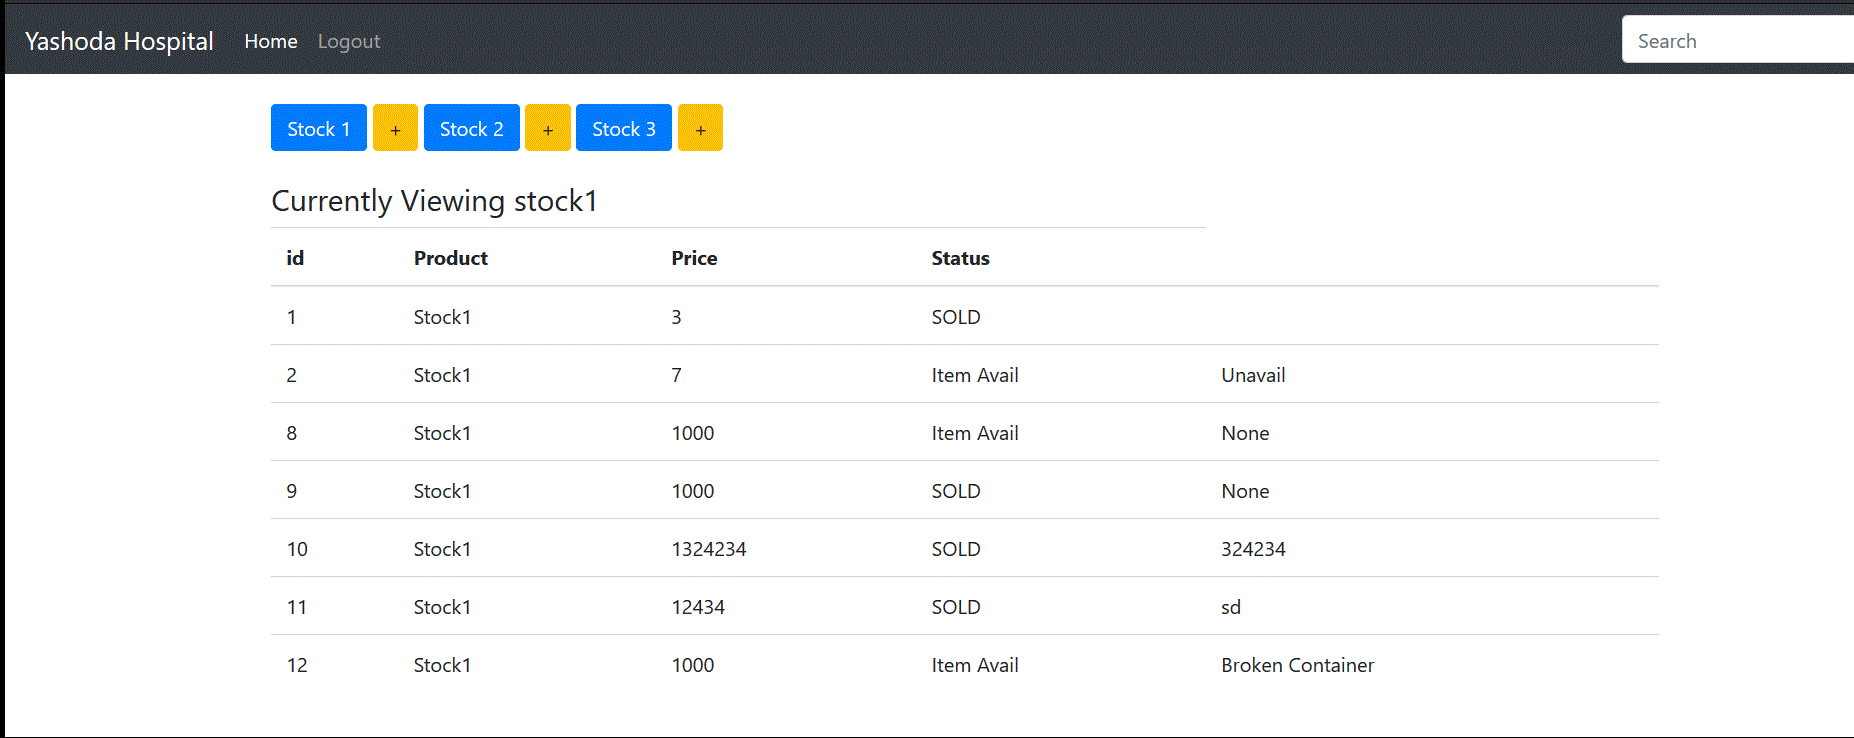 Yashoda Hospital Home Logout Search
Stock 1 + Stock 2 + Stock 3 +
Currently Viewing stock1
id Product Price Status
1 Stock1 3 SOLD
2 Stock1 7 Item Avail Unavail
8 Stock1 1000 Item Avail None
9 Stock1 1000 SOLD None
10 Stock1 1324234 SOLD 324234
11 Stock1 12434 SOLD sd
12 Stock1 1000 Item Avail Broken Container